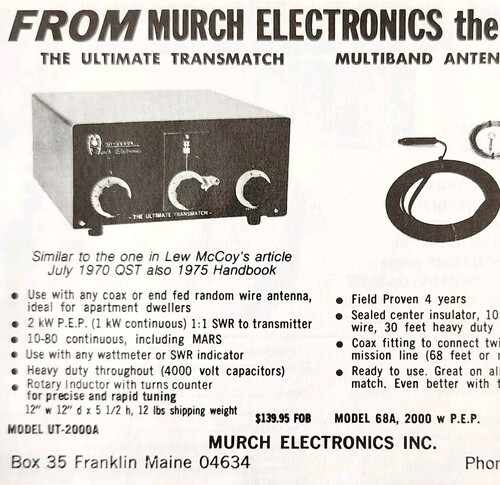 FROM MURCH ELECTRONICS the
THE ULTIMATE TRANSMATCH
UT-2000A
Murch Electronics
- THE ULTIMATE TRANSMATCH -
Similar to the one in Lew McCoy's article
July 1970 QST also 1975 Handbook
• Use with any coax or end fed random wire antenna,
ideal for apartment dwellers
• 2 kW P.E.P. (1 kW continuous) 1:1 SWR to transmitter
• 10-80 continuous, including MARS
• Use with any wattmeter or SWR indicator
• Heavy duty throughout (4000 volt capacitors)
• Rotary Inductor with turns counter
for precise and rapid tuning
12" w 12" d x 5 1/2 h, 12 lbs shipping weight
$139.95 FOB
MODEL UT-2000A
MULTIBAND ANTEN
• Field Proven 4 years
• Sealed center insulator, 10
wire, 30 feet heavy duty
• Coax fitting to connect twi
mission line (68 feet or
• Ready to use. Great on al
match. Even better with
MODEL 68A, 2000 w P.E.P.
MURCH ELECTRONICS INC.
Box 35 Franklin Maine 04634
Phon